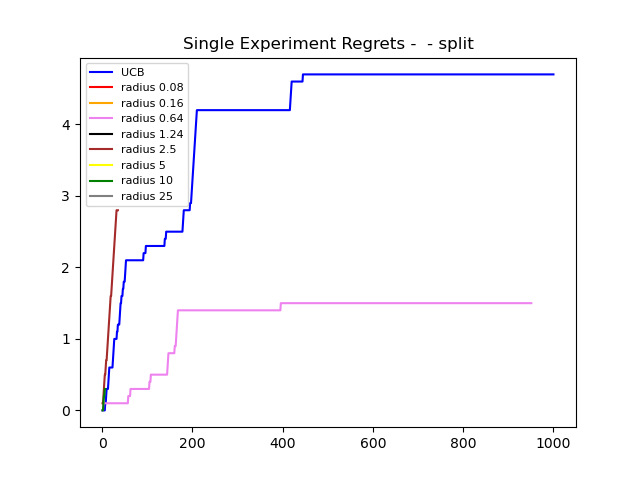 Single Experiment Regrets -  - split
UCB
radius 0.08
radius 0.16
radius 0.64
radius 1.24
radius 2.5
radius 5
radius 10
radius 25
4
3
2
1
0
0 200 400 600 800 1000